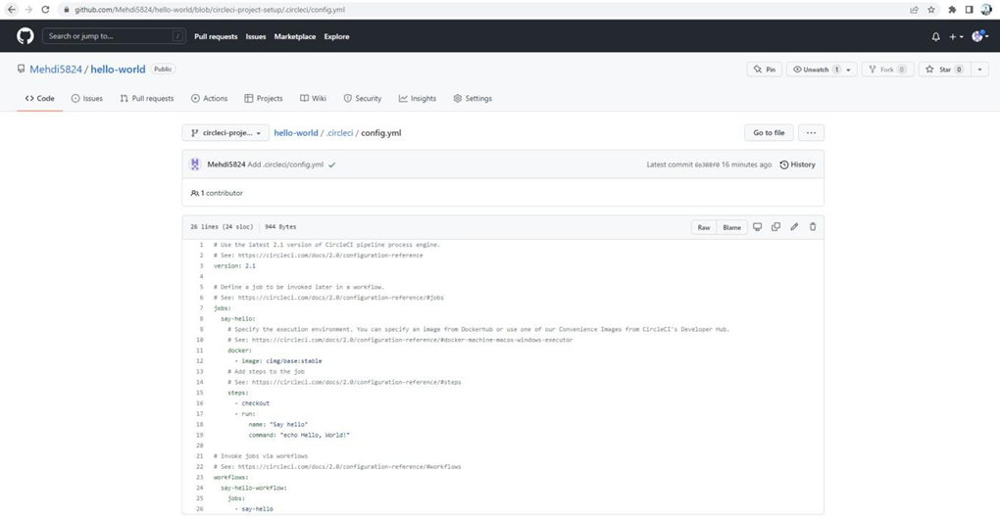 github.com/Mehdi5824/hello-world/blob/circleci-project-setup/.circleci/config.yml
Search or jump to... /
Pull requests Issues Marketplace Explore
Mehdi5824 / hello-world Public
Pin Unwatch 1 Fork 0 Star 0
Code Issues Pull requests Actions Projects Wiki Security Insights Settings
circleci-proje... hello-world / .circleci / config.yml Go to file ...
Mehdi5824 Add .circleci/config.yml
Latest commit 16 minutes ago History
1 contributor
26 lines (24 sloc) 944 Bytes Raw Blame
1 # Use the latest 2.1 version of CircleCI pipeline process engine.
2 # See: https://circleci.com/docs/2.0/configuration-reference
3 version: 2.1
4
5 # Define a job to be invoked later in a workflow.
6 # See: https://circleci.com/docs/2.0/configuration-reference/#jobs
7 jobs:
8 say-hello:
9 # Specify the execution environment. You can specify an image from Dockerhub or use one of our Convenience Images from CircleCI's Developer Hub.
10 # See: https://circleci.com/docs/2.0/configuration-reference/#docker-machine-macos-windows-executor
11 docker:
12 - image: cimg/base:stable
13 # Add steps to the job
14 # See: https://circleci.com/docs/2.0/configuration-reference/#steps
15 steps:
16 - checkout
17 - run:
18 name: "Say hello"
19 command: "echo Hello, World!"
20
21 # Invoke jobs via workflows
22 # See: https://circleci.com/docs/2.0/configuration-reference/#workflows
23 workflows:
24 say-hello-workflow:
25 jobs:
26 - say-hello